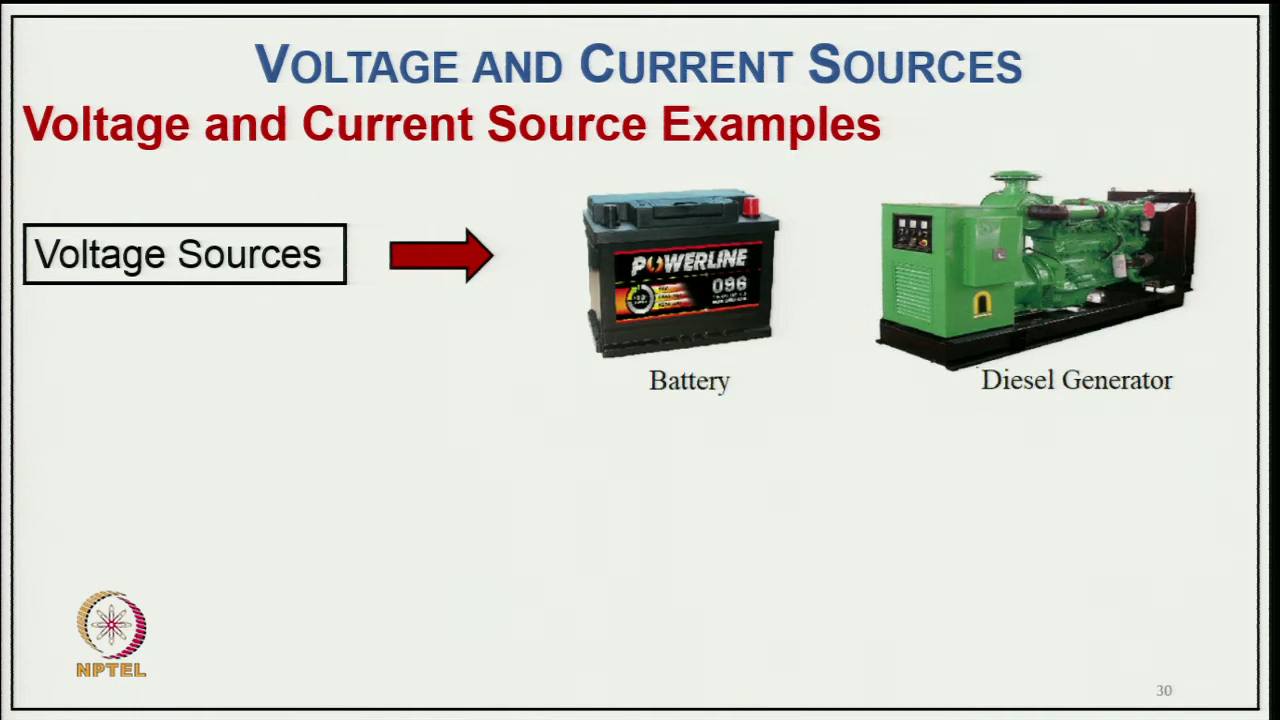 VOLTAGE AND CURRENT SOURCES
Voltage and Current Source Examples
Voltage Sources
POWERLINE
096
Battery
Diesel Generator
NPTEL
30